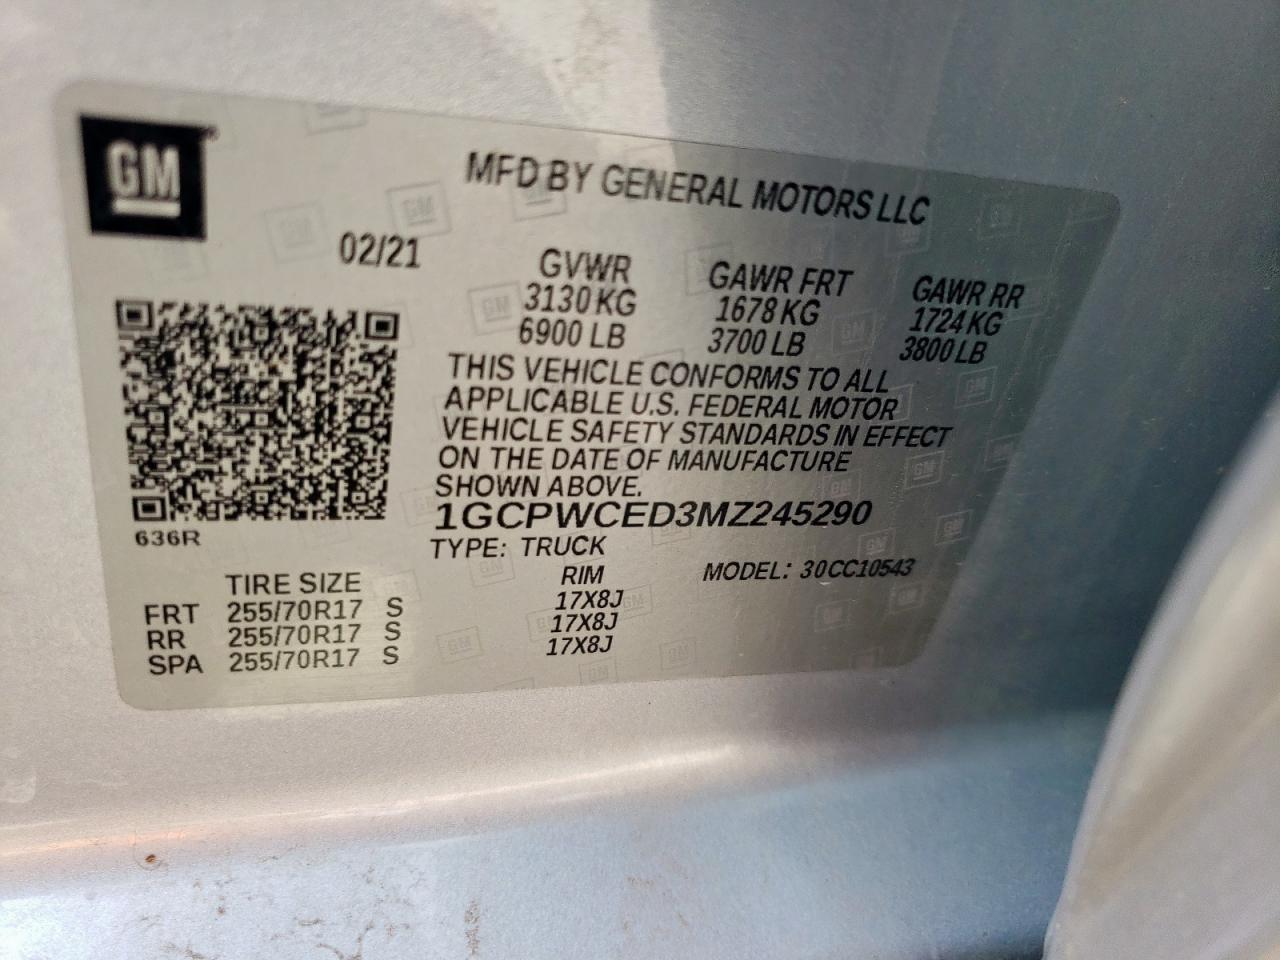 GM
MFD BY GENERAL MOTORS LLC
02/21
GVWR GAWR FRT GAWR RR
3130 KG 1678 KG 1724 KG
6900 LB 3700 LB 3800 LB
THIS VEHICLE CONFORMS TO ALL
APPLICABLE U.S. FEDERAL MOTOR
VEHICLE SAFETY STANDARDS IN EFFECT
ON THE DATE OF MANUFACTURE
SHOWN ABOVE.
1GCPWCED3MZ245290
636R
TYPE: TRUCK
MODEL: 30CC10543
TIRE SIZE RIM
FRT 255/70R17 S 17X8J
RR 255/70R17 S 17X8J
SPA 255/70R17 S 17X8J